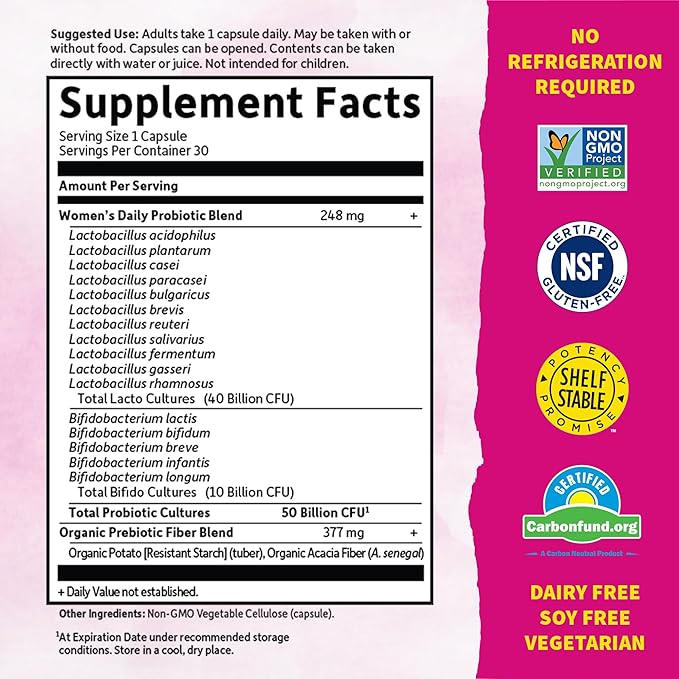 Suggested Use: Adults take 1 capsule daily. May be taken with or
without food. Capsules can be opened. Contents can be taken
directly with water or juice. Not intended for children.
Supplement Facts
Serving Size 1 Capsule
Servings Per Container 30
Amount Per Serving
Women's Daily Probiotic Blend 248 mg +
Lactobacillus acidophilus
Lactobacillus plantarum
Lactobacillus casei
Lactobacillus paracasei
Lactobacillus bulgaricus
Lactobacillus brevis
Lactobacillus reuteri
Lactobacillus salivarius
Lactobacillus fermentum
Lactobacillus gasseri
Lactobacillus rhamnosus
Total Lacto Cultures (40 Billion CFU)
Bifidobacterium lactis
Bifidobacterium bifidum
Bifidobacterium breve
Bifidobacterium infantis
Bifidobacterium longum
Total Bifido Cultures (10 Billion CFU)
Total Probiotic Cultures 50 Billion CFU¹
Organic Prebiotic Fiber Blend 377 mg +
Organic Potato [Resistant Starch] (tuber), Organic Acacia Fiber (A. senegol)
+ Daily Value not established.
Other Ingredients: Non-GMO Vegetable Cellulose (capsule).
¹At Expiration Date under recommended storage
conditions. Store in a cool, dry place.
NO
REFRIGERATION
REQUIRED
NON
GMO
Project
VERIFIED
nongmoproject.org
CERTIFIED
NSF
GLUTEN-FREE
POTENCY
SHELF
STABLE
PROMISE
TM
CERTIFIED
Carbonfund.org
A Carbon Neutral Product
DAIRY FREE
SOY FREE
VEGETARIAN